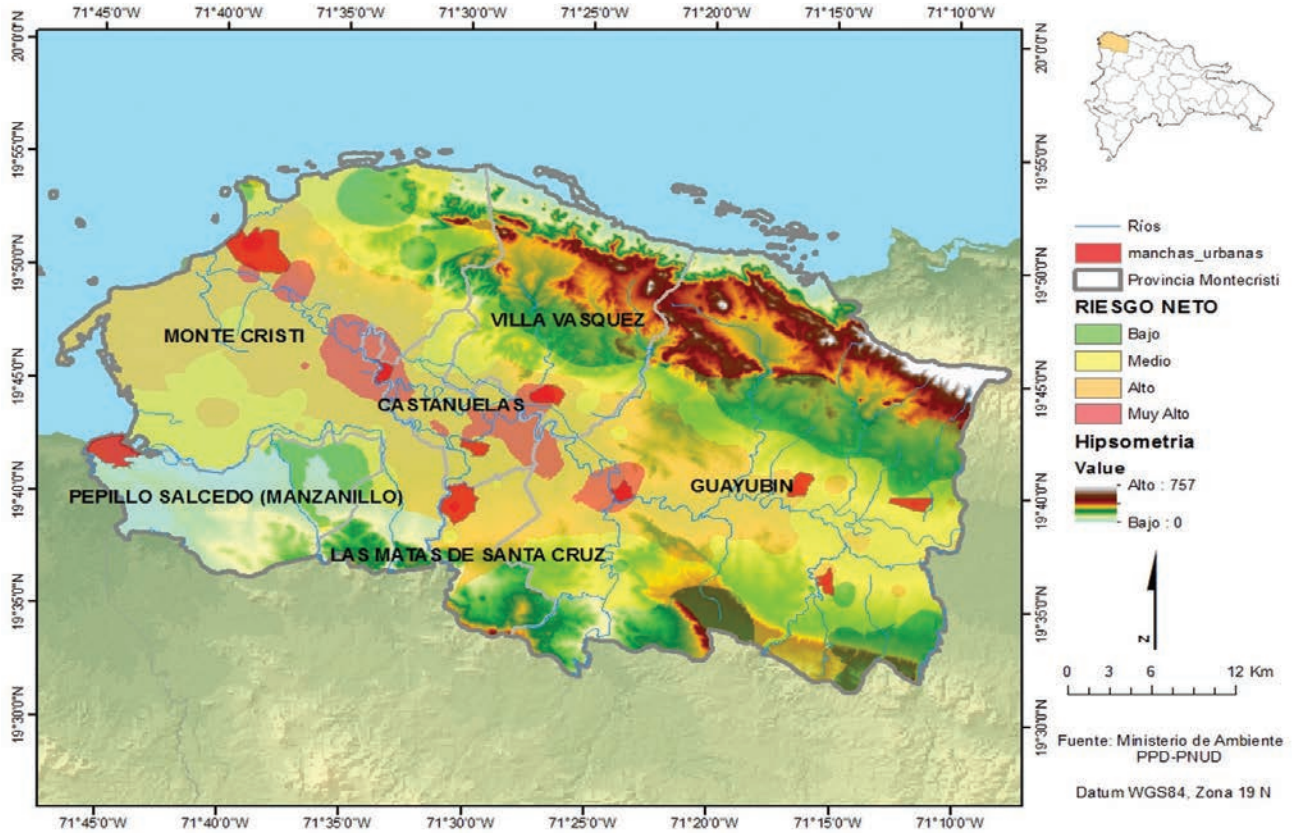 71°45'0"W 71°40'0"W 71°35'0"W 71°30'0"W 71°25'0"W 71°20'0"W 71°15'0"W 71°10'0"W
20°0'0"N
20°0'0"N
19°55'0"N
19°55'0"N
19°50'0"N
19°50'0"N
19°45'0"N
19°45'0"N
19°40'0"N
19°40'0"N
19°35'0"N
19°35'0"N
19°30'0"N
19°30'0"N
MONTE CRISTI
VILLA VASQUEZ
CASTAÑUELAS
PEPILLO SALCEDO (MANZANILLO)
GUAYUBIN
LAS MATAS DE SANTA CRUZ
71°45'0"W 71°40'0"W 71°35'0"W 71°30'0"W 71°25'0"W 71°20'0"W 71°15'0"W 71°10'0"W
Ríos
manchas_urbanas
Provincia Montecristi
RIESGO NETO
Bajo
Medio
Alto
Muy Alto
Hipsometria
Value
Alto : 757
Bajo : 0
N
0 3 6 12 Km
Fuente: Ministerio de Ambiente
PPD-PNUD
Datum WGS84, Zona 19 N